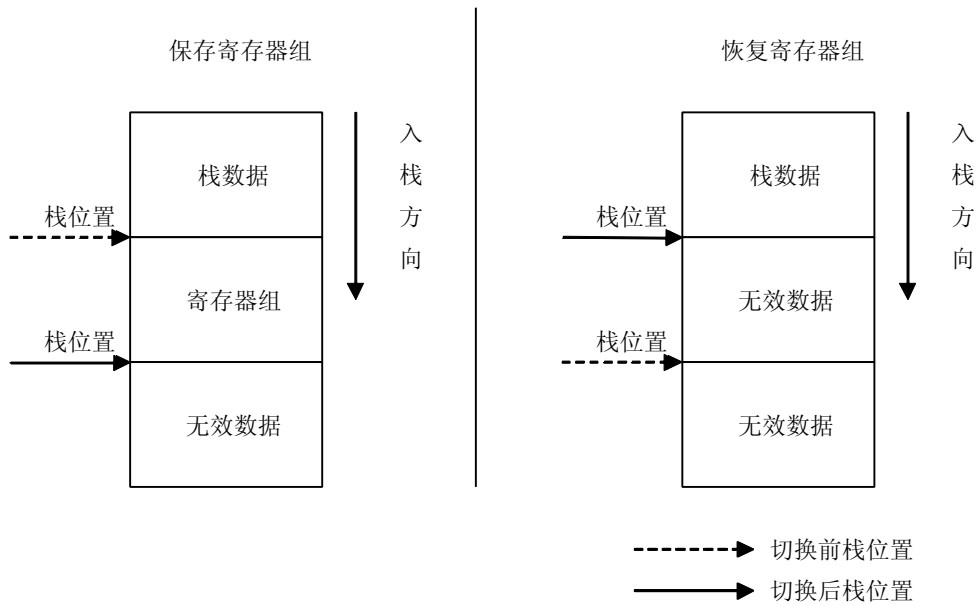 保存寄存器组
栈数据
栈位置
寄存器组
栈位置
无效数据
入栈方向
恢复寄存器组
栈数据
栈位置
无效数据
栈位置
无效数据
入栈方向
切换前栈位置
切换后栈位置